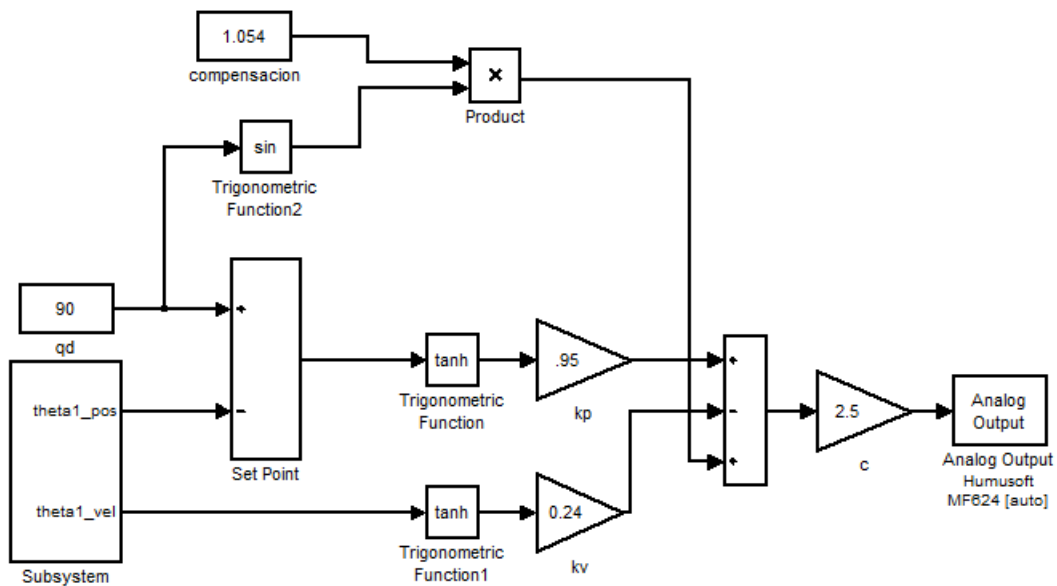 1.054
compensacion
×
Product
sin
Trigonometric
Function2
90
qd
+
-
Set Point
theta1_pos
theta1_vel
Subsystem
tanh
Trigonometric
Function
.95
kp
tanh
Trigonometric
Function1
0.24
kv
+
-
+
2.5
c
Analog
Output
Analog Output
Humusoft
MF624 [auto]